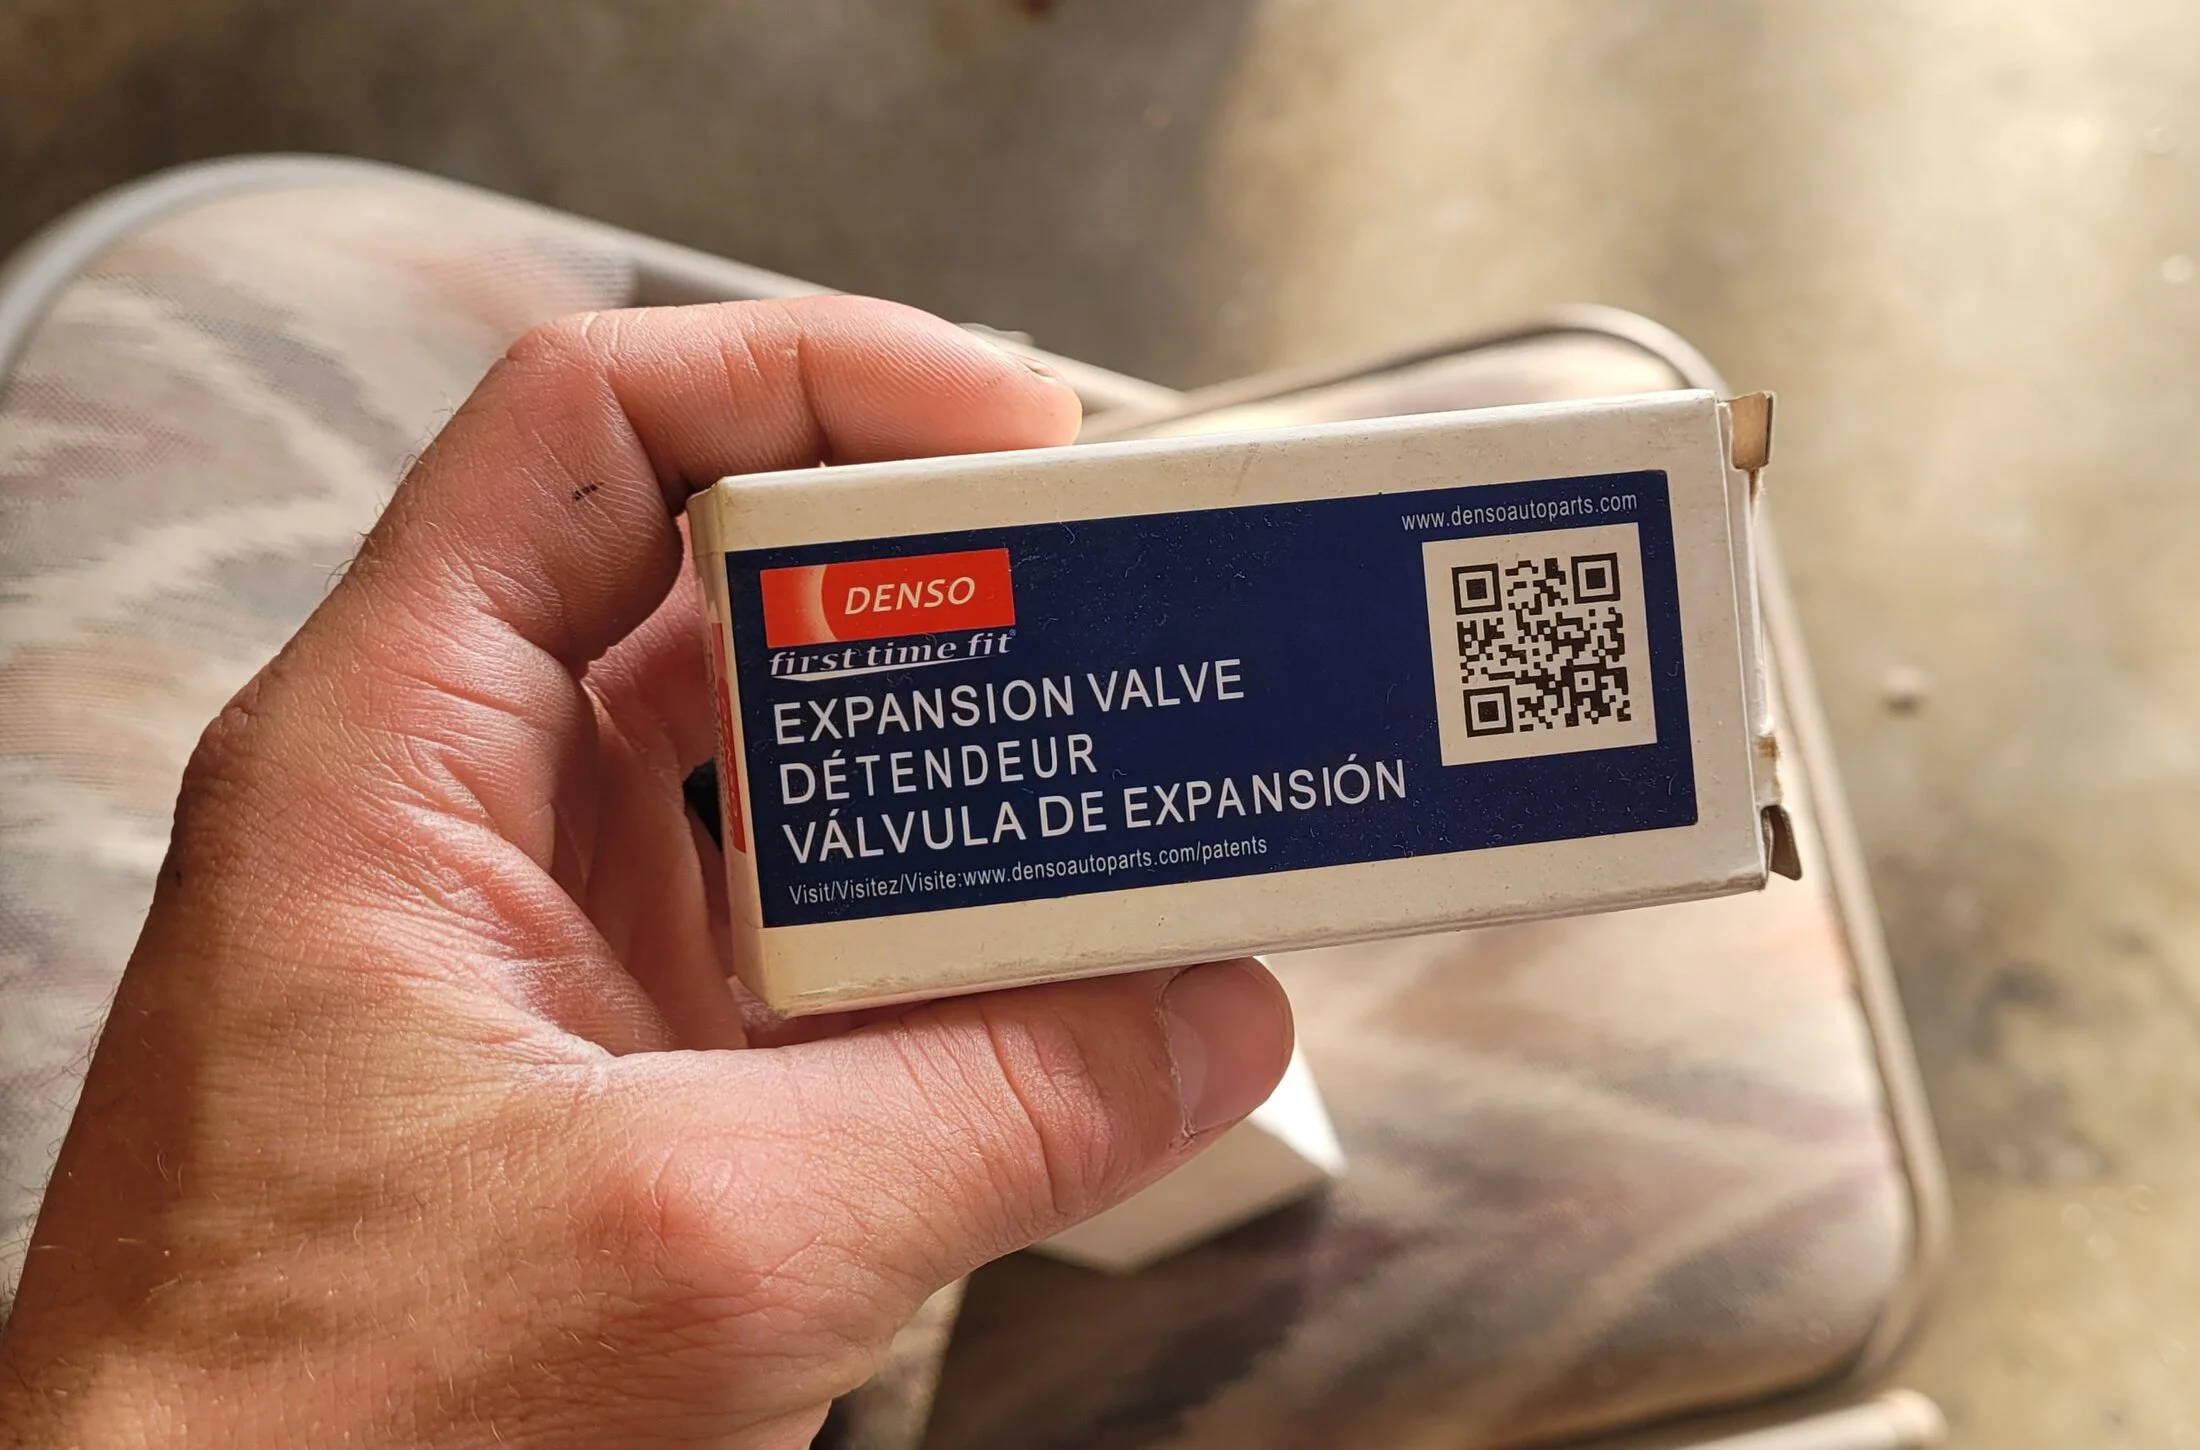 www.densoautoparts.com
DENSO
first time fit®
EXPANSION VALVE
DÉTENDEUR
VÁLVULA DE EXPANSIÓN
Visit/Visitez/Visite:www.densoautoparts.com/patents